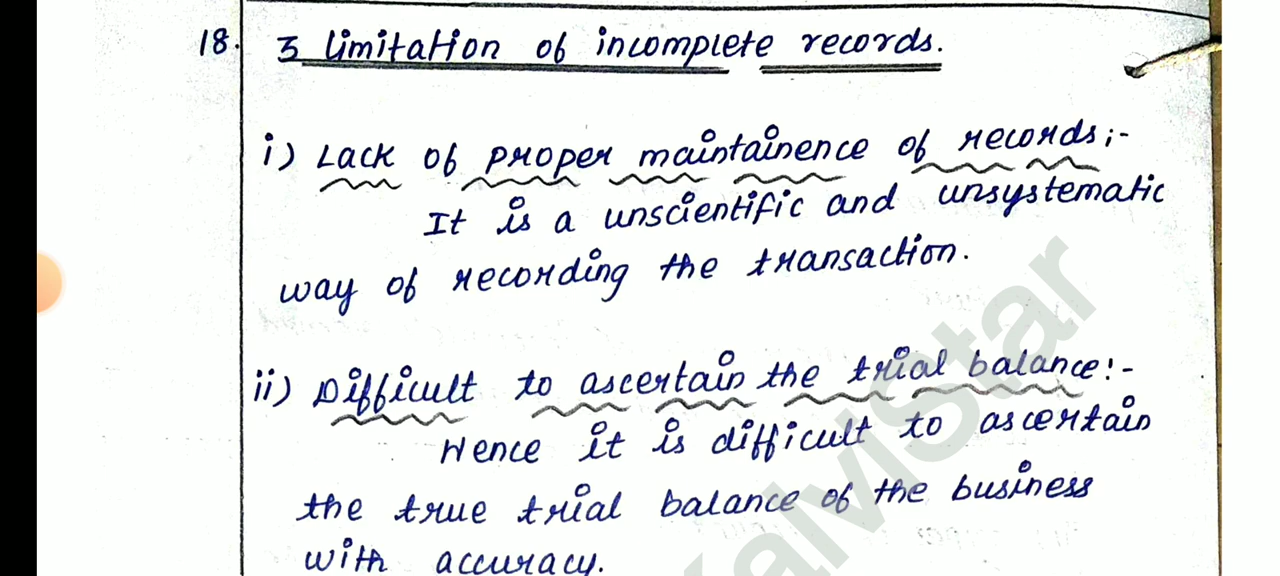 18. 3 limitation of incomplete records.
i) Lack of proper maintainence of records:-
It is a unscientific and unsystematic
way of recording the transaction.
ii) Difficult to ascertain the trial balance:-
Hence it is difficult to ascertain
the true trial balance of the business
with accuracy.
KalviStar